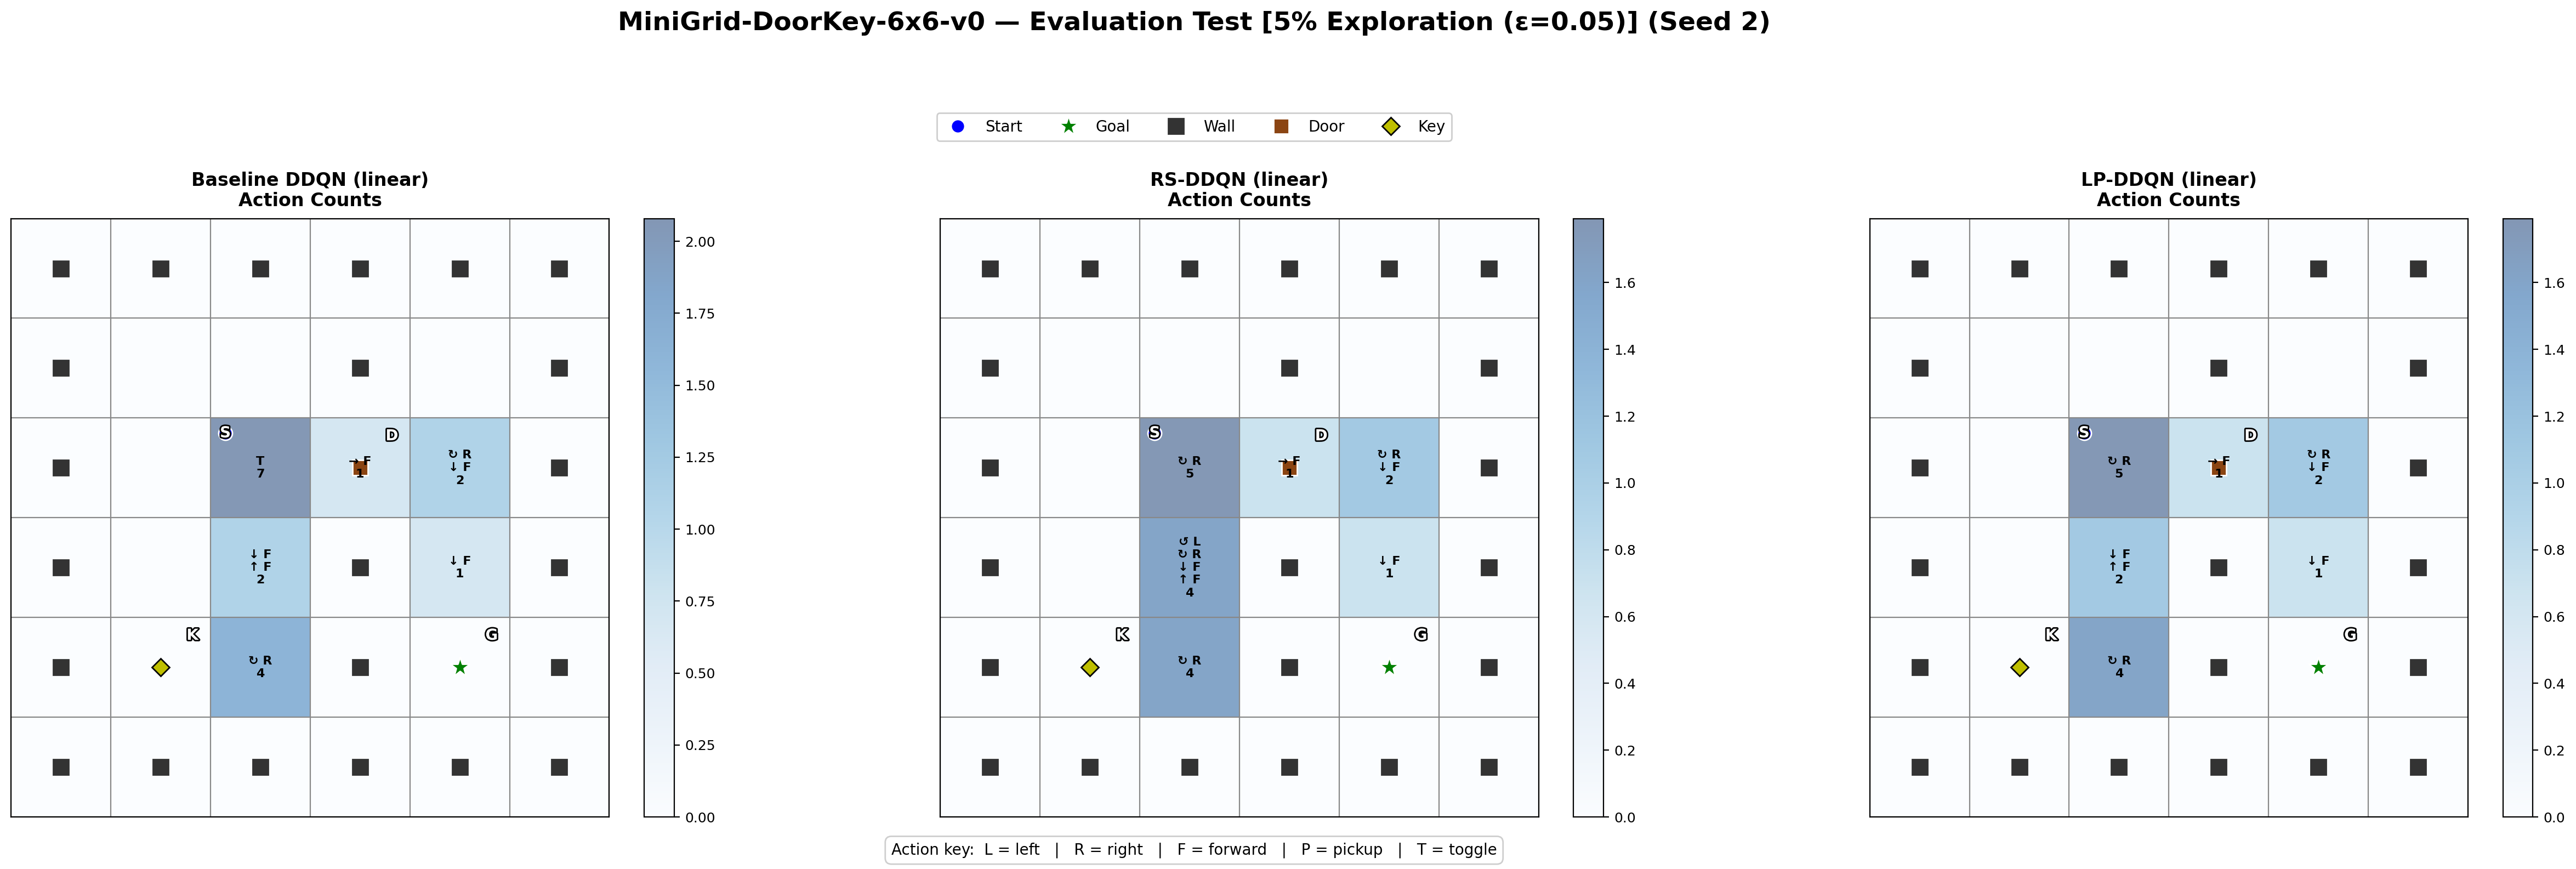 MiniGrid-DoorKey-6x6-v0 — Evaluation Test [5% Exploration (ε=0.05)] (Seed 2)
Start Goal Wall Door Key
Baseline DDQN (linear)
Action Counts
S
D
T
7
→ F
1
↻ R
↓ F
2
↓ F
↑ F
2
↓ F
1
K
G
↻ R
4
2.00
1.75
1.50
1.25
1.00
0.75
0.50
0.25
0.00
RS-DDQN (linear)
Action Counts
S
D
↻ R
5
→ F
1
↻ R
↓ F
2
↺ L
↻ R
↓ F
↑ F
4
↓ F
1
K
G
↻ R
4
1.6
1.4
1.2
1.0
0.8
0.6
0.4
0.2
0.0
LP-DDQN (linear)
Action Counts
S
D
↻ R
5
→ F
1
↻ R
↓ F
2
↓ F
↑ F
2
↓ F
1
K
G
↻ R
4
1.6
1.4
1.2
1.0
0.8
0.6
0.4
0.2
0.0
Action key: L = left | R = right | F = forward | P = pickup | T = toggle